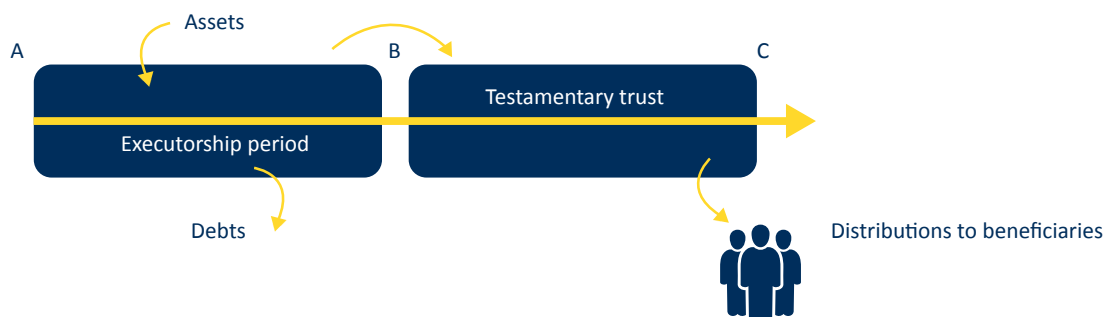 Assets
A
B
C
Testamentary trust
Executorship period
Debts
Distributions to beneficiaries